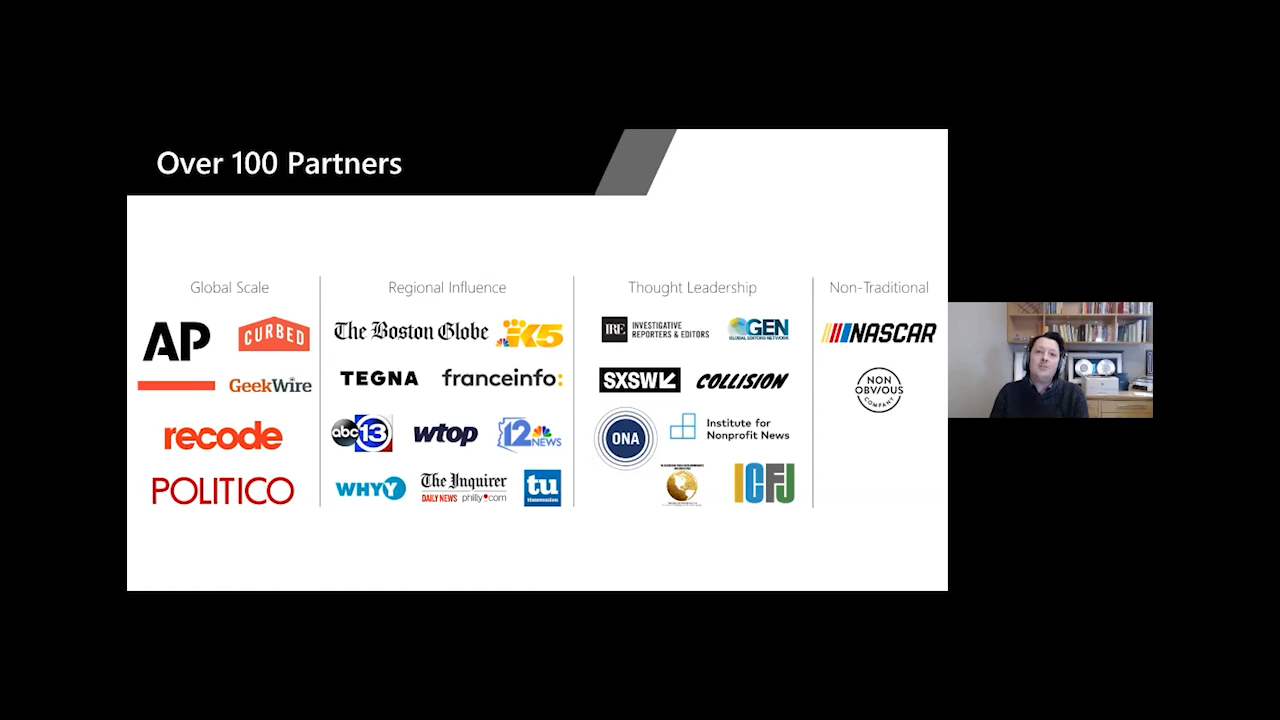 Over 100 Partners
Global Scale
AP
CURBED
GeekWire
recode
POLITICO
Regional Influence
The Boston Globe
K5
TEGNA
franceinfo:
abc 13
wtop
12 NEWS
WHYY
The Inquirer
DAILY NEWS philly.com
tu
timesunion
Thought Leadership
IRE INVESTIGATIVE
REPORTERS & EDITORS
GEN
GLOBAL EDITORS NETWORK
SXSW
COLLISION
ONA
Institute for
Nonprofit News
ICFJ
Non-Traditional
NASCAR
NON
OBVIOUS
COMPANY